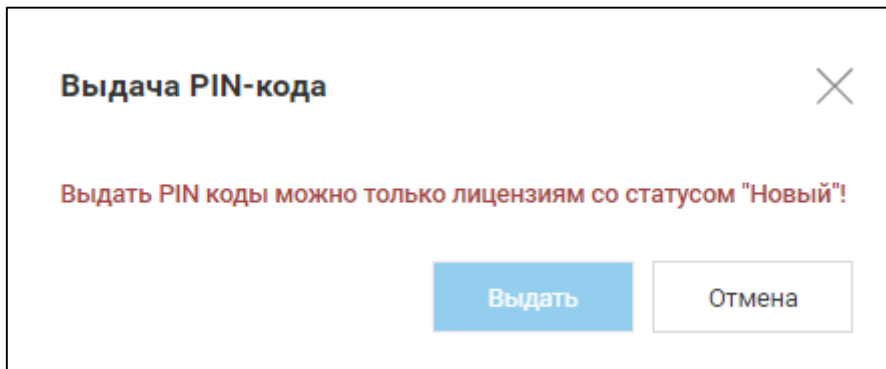 Выдача PIN-кода
Выдать PIN коды можно только лицензиям со статусом "Новый"!
Выдать
Отмена